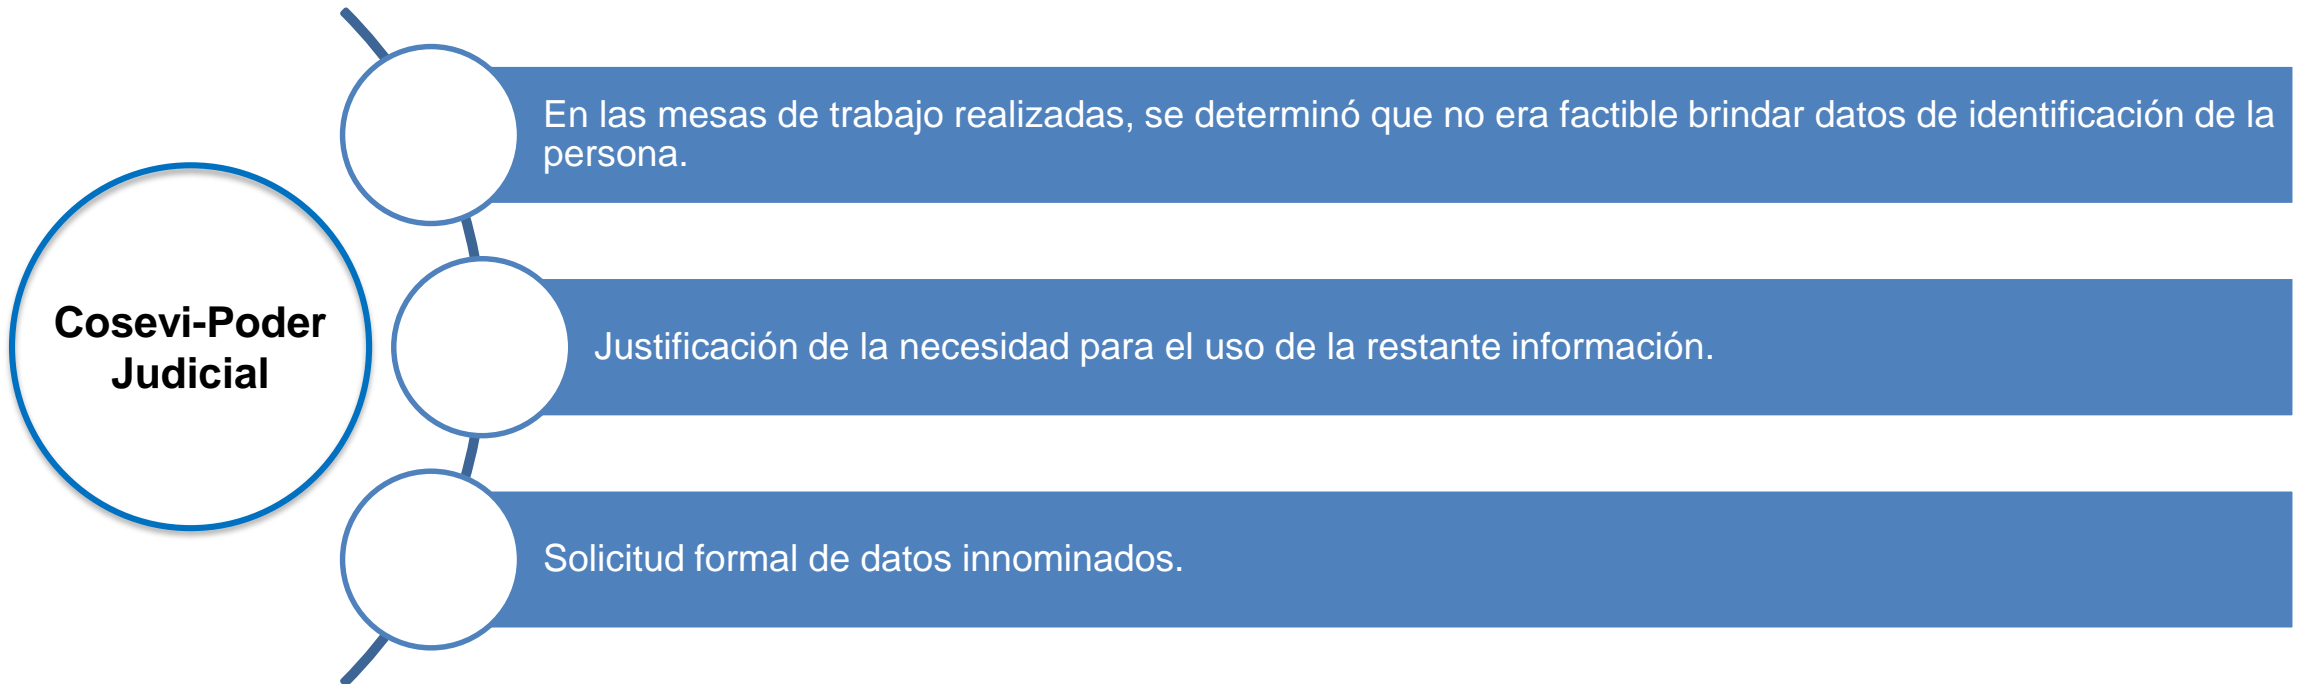 Cosevi-Poder
Judicial
En las mesas de trabajo realizadas, se determinó que no era factible brindar datos de identificación de la
persona.
Justificación de la necesidad para el uso de la restante información.
Solicitud formal de datos innominados.